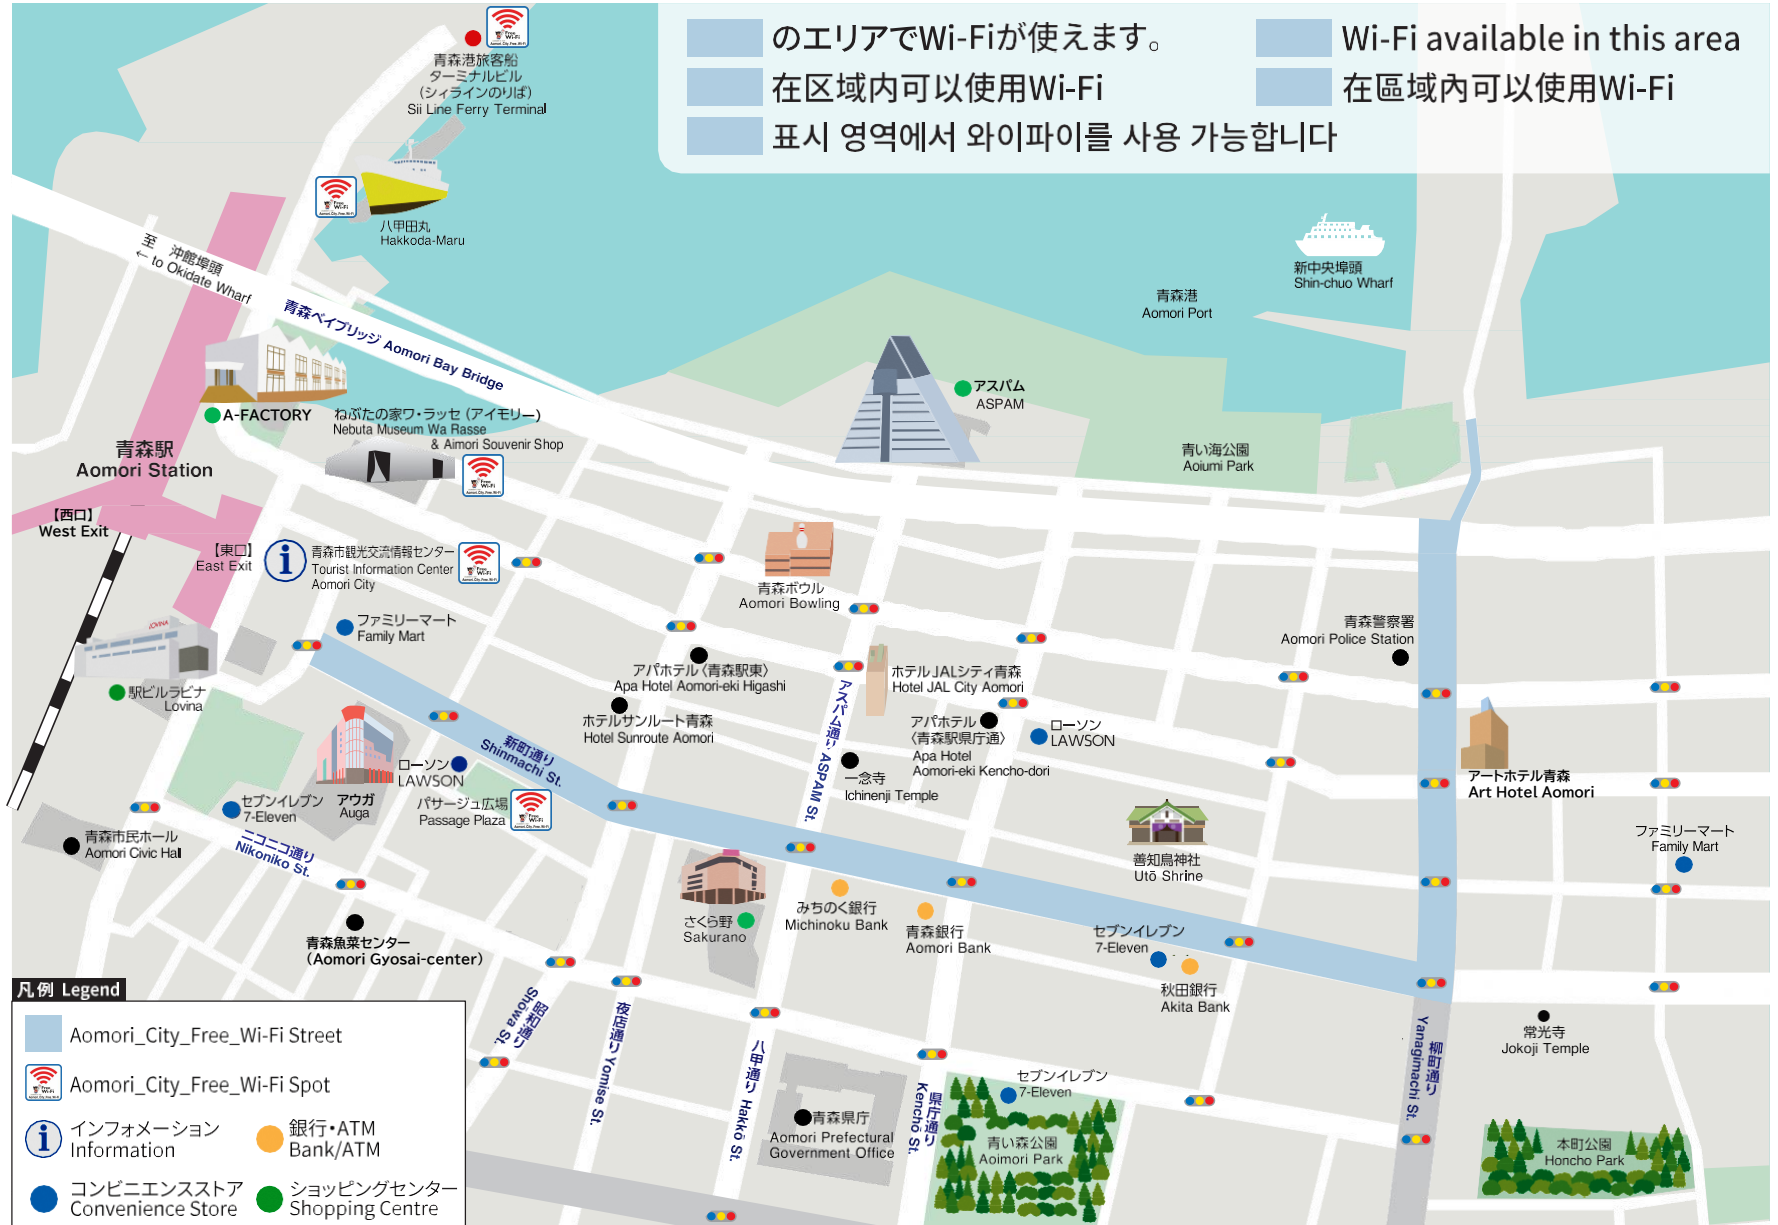 のエリアでWi-Fiが使えます。
Wi-Fi available in this area
在区域内可以使用Wi-Fi
在區域內可以使用Wi-Fi
표시 영역에서 와이파이를 사용 가능합니다
青森港旅客船
ターミナルビル
(シィラインのりば)
Sii Line Ferry Terminal
八甲田丸
Hakkoda-Maru
至 沖館埠頭
← to Okidate Wharf
青森ベイブリッジ Aomori Bay Bridge
新中央埠頭
Shin-chuo Wharf
青森港
Aomori Port
アスパム
ASPAM
青い海公園
Aoiumi Park
A-FACTORY
ねぶたの家ワ・ラッセ (アイモリー)
Nebuta Museum Wa Rasse
& Aimori Souvenir Shop
青森駅
Aomori Station
【西口】
West Exit
【東口】
East Exit
青森市観光交流情報センター
Tourist Information Center
Aomori City
ファミリーマート
Family Mart
LOVINA
駅ビルラビナ
Lovina
青森ボウル
Aomori Bowling
アパホテル〈青森駅東〉
Apa Hotel Aomori-eki Higashi
ホテルサンルート青森
Hotel Sunroute Aomori
アスパム通り ASPAM St.
ホテルJALシティ青森
Hotel JAL City Aomori
アパホテル
〈青森駅県庁通〉
Apa Hotel
Aomori-eki Kencho-dori
ローソン
LAWSON
一念寺
Ichinenji Temple
青森警察署
Aomori Police Station
アートホテル青森
Art Hotel Aomori
ファミリーマート
Family Mart
善知鳥神社
Utō Shrine
新町通り
Shinmachi St.
ローソン
LAWSON
パサージュ広場
Passage Plaza
アウガ
Auga
セブンイレブン
7-Eleven
ニコニコ通り
Nikoniko St.
青森市民ホール
Aomori Civic Hall
青森魚菜センター
(Aomori Gyosai-center)
さくら野
Sakurano
みちのく銀行
Michinoku Bank
青森銀行
Aomori Bank
セブンイレブン
7-Eleven
秋田銀行
Akita Bank
昭和通り
Shōwa St.
夜店通り Yomise St.
八甲通り Hakkō St.
県庁通り
Kenchō St.
柳町通り
Yanagimachi St.
常光寺
Jokoji Temple
青森県庁
Aomori Prefectural
Government Office
セブンイレブン
7-Eleven
青い森公園
Aoimori Park
本町公園
Honcho Park
凡例 Legend
Aomori_City_Free_Wi-Fi Street
Aomori_City_Free_Wi-Fi Spot
インフォメーション
Information
銀行・ATM
Bank/ATM
コンビニエンスストア
Convenience Store
ショッピングセンター
Shopping Centre